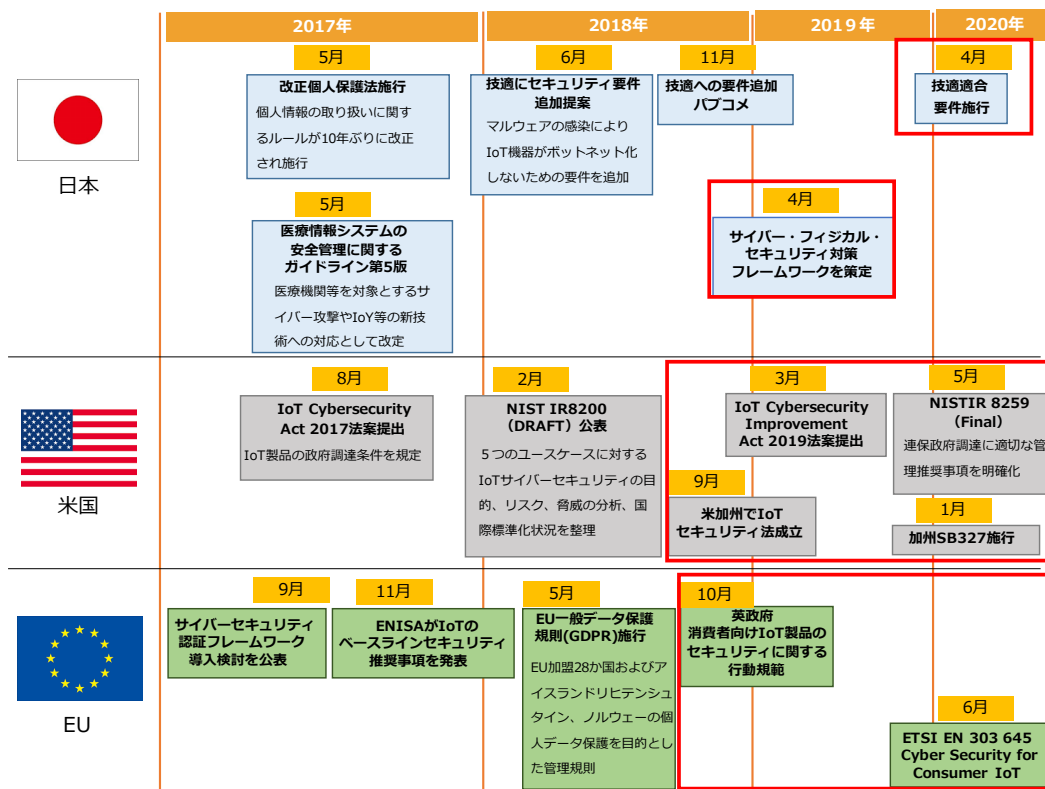 2017年
2018年
2019年
2020年
日本
5月
改正個人保護法施行
個人情報の取り扱いに関す
るルールが10年ぶりに改正
され施行
5月
医療情報システムの
安全管理に関する
ガイドライン第5版
医療機関等を対象とするサ
イバー攻撃やIoY等の新技
術への対応として改定
6月
技適にセキュリティ要件
追加提案
マルウェアの感染により
IoT機器がボットネット化
しないための要件を追加
11月
技適への要件追加
パブコメ
4月
サイバー・フィジカル・
セキュリティ対策
フレームワークを策定
4月
技適適合
要件施行
米国
8月
IoT Cybersecurity
Act 2017法案提出
IoT製品の政府調達条件を規定
2月
NIST IR8200
（DRAFT）公表
５つのユースケースに対する
IoTサイバーセキュリティの目
的、リスク、脅威の分析、国
際標準化状況を整理
9月
米加州でIoT
セキュリティ法成立
3月
IoT Cybersecurity
Improvement
Act 2019法案提出
5月
NISTIR 8259
（Final）
連保政府調達に適切な管
理推奨事項を明確化
1月
加州SB327施行
EU
9月
サイバーセキュリティ
認証フレームワーク
導入検討を公表
11月
ENISAがIoTの
ベースラインセキュリティ
推奨事項を発表
5月
EU一般データ保護
規則(GDPR)施行
EU加盟28か国およびア
イスランドリヒテンシュ
タイン、ノルウェーの個
人データ保護を目的とし
た管理規則
10月
英政府
消費者向けIoT製品の
セキュリティに関する
行動規範
6月
ETSI EN 303 645
Cyber Security for
Consumer IoT